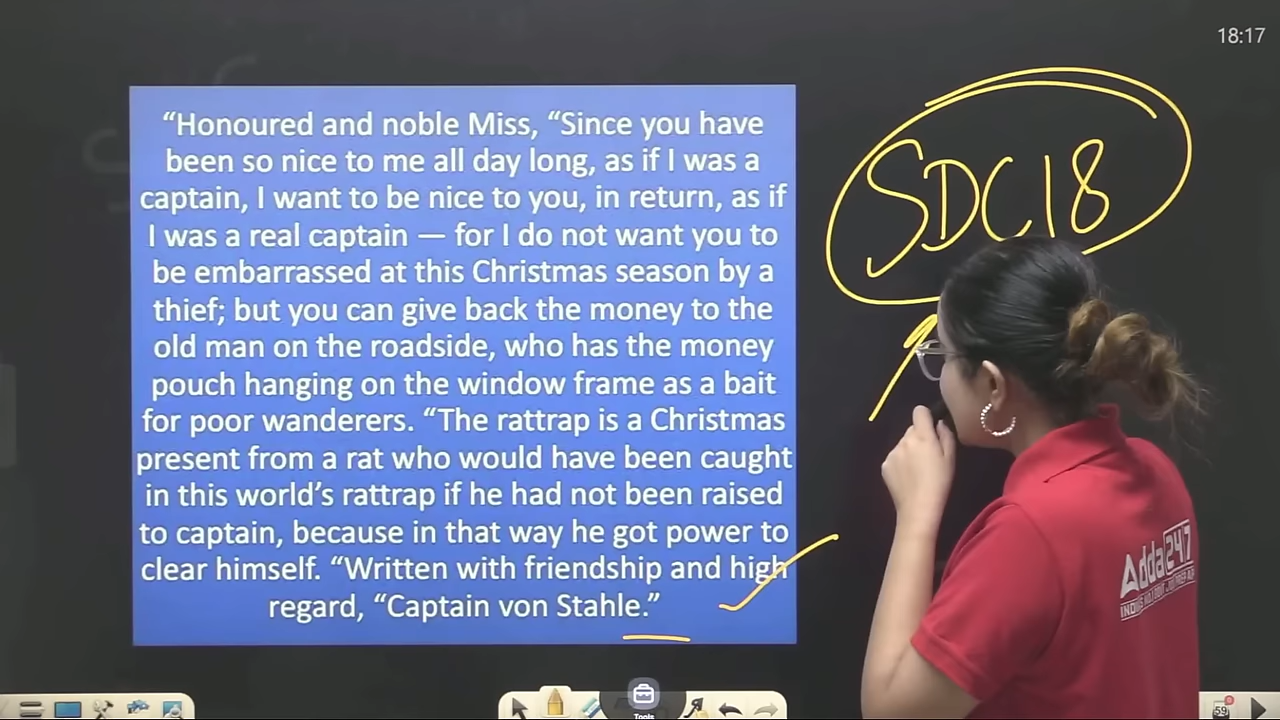 18:17
“Honoured and noble Miss, “Since you have
been so nice to me all day long, as if I was a
captain, I want to be nice to you, in return, as if
I was a real captain — for I do not want you to
be embarrassed at this Christmas season by a
thief; but you can give back the money to the
old man on the roadside, who has the money
pouch hanging on the window frame as a bait
for poor wanderers. “The rattrap is a Christmas
present from a rat who would have been caught
in this world’s rattrap if he had not been raised
to captain, because in that way he got power to
clear himself. “Written with friendship and high
regard, “Captain von Stahle.”
SDC18
Adda247
Tools
59